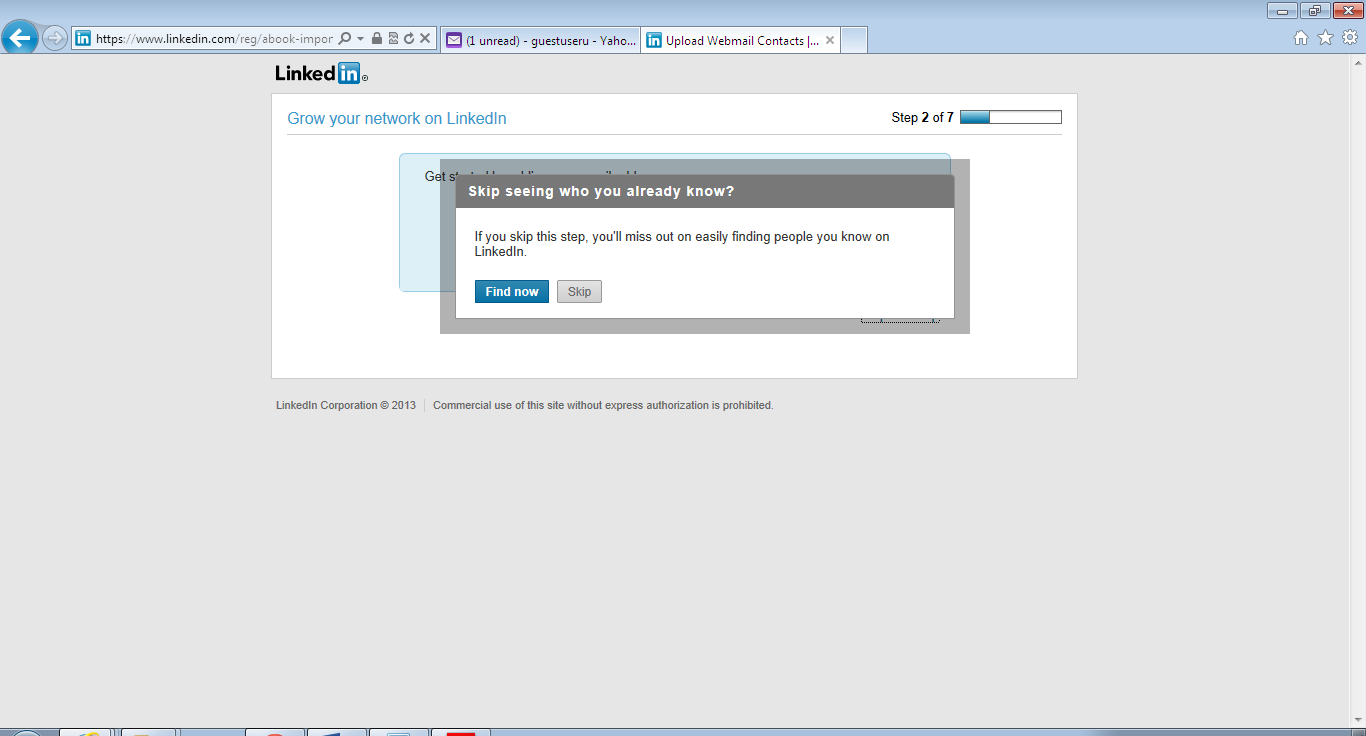 https://www.linkedin.com/reg/abook-impor
(1 unread) - guestuseru - Yaho...
Upload Webmail Contacts |...
Linked in ®
Grow your network on LinkedIn
Step 2 of 7
Get
Skip seeing who you already know?
If you skip this step, you'll miss out on easily finding people you know on
LinkedIn.
Find now
Skip
LinkedIn Corporation © 2013
Commercial use of this site without express authorization is prohibited.